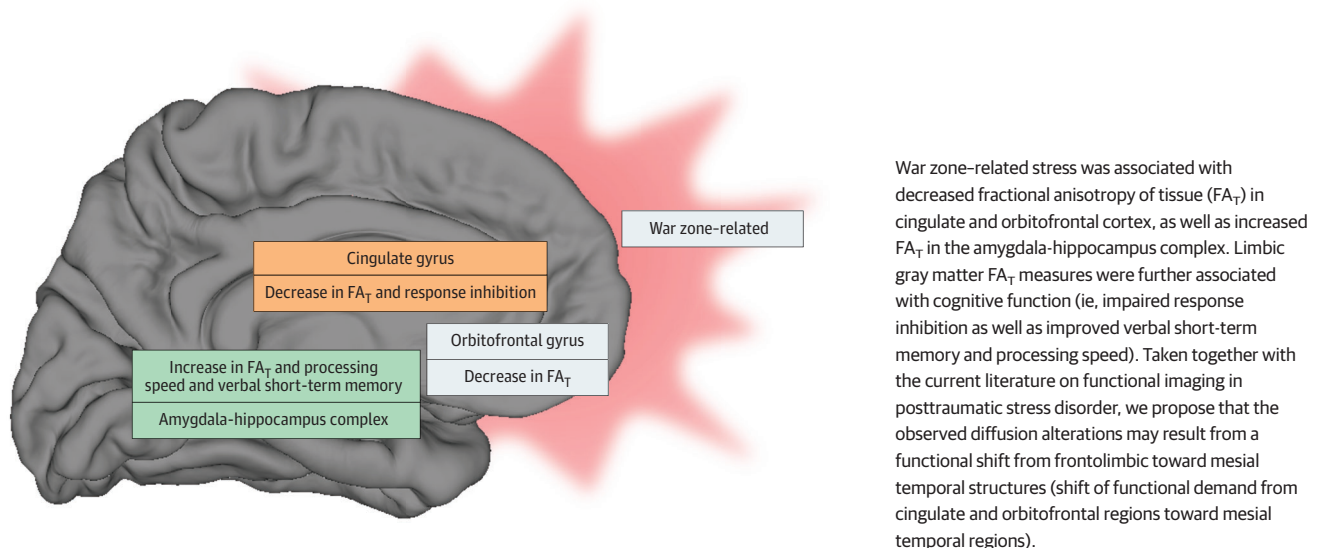 War zone–related
Cingulate gyrus
Decrease in FAT and response inhibition
Orbitofrontal gyrus
Decrease in FAT
Increase in FAT and processing
speed and verbal short-term memory
Amygdala-hippocampus complex
War zone–related stress was associated with
decreased fractional anisotropy of tissue (FAT) in
cingulate and orbitofrontal cortex, as well as increased
FAT in the amygdala-hippocampus complex. Limbic
gray matter FAT measures were further associated
with cognitive function (ie, impaired response
inhibition as well as improved verbal short-term
memory and processing speed). Taken together with
the current literature on functional imaging in
posttraumatic stress disorder, we propose that the
observed diffusion alterations may result from a
functional shift from frontolimbic toward mesial
temporal structures (shift of functional demand from
cingulate and orbitofrontal regions toward mesial
temporal regions).